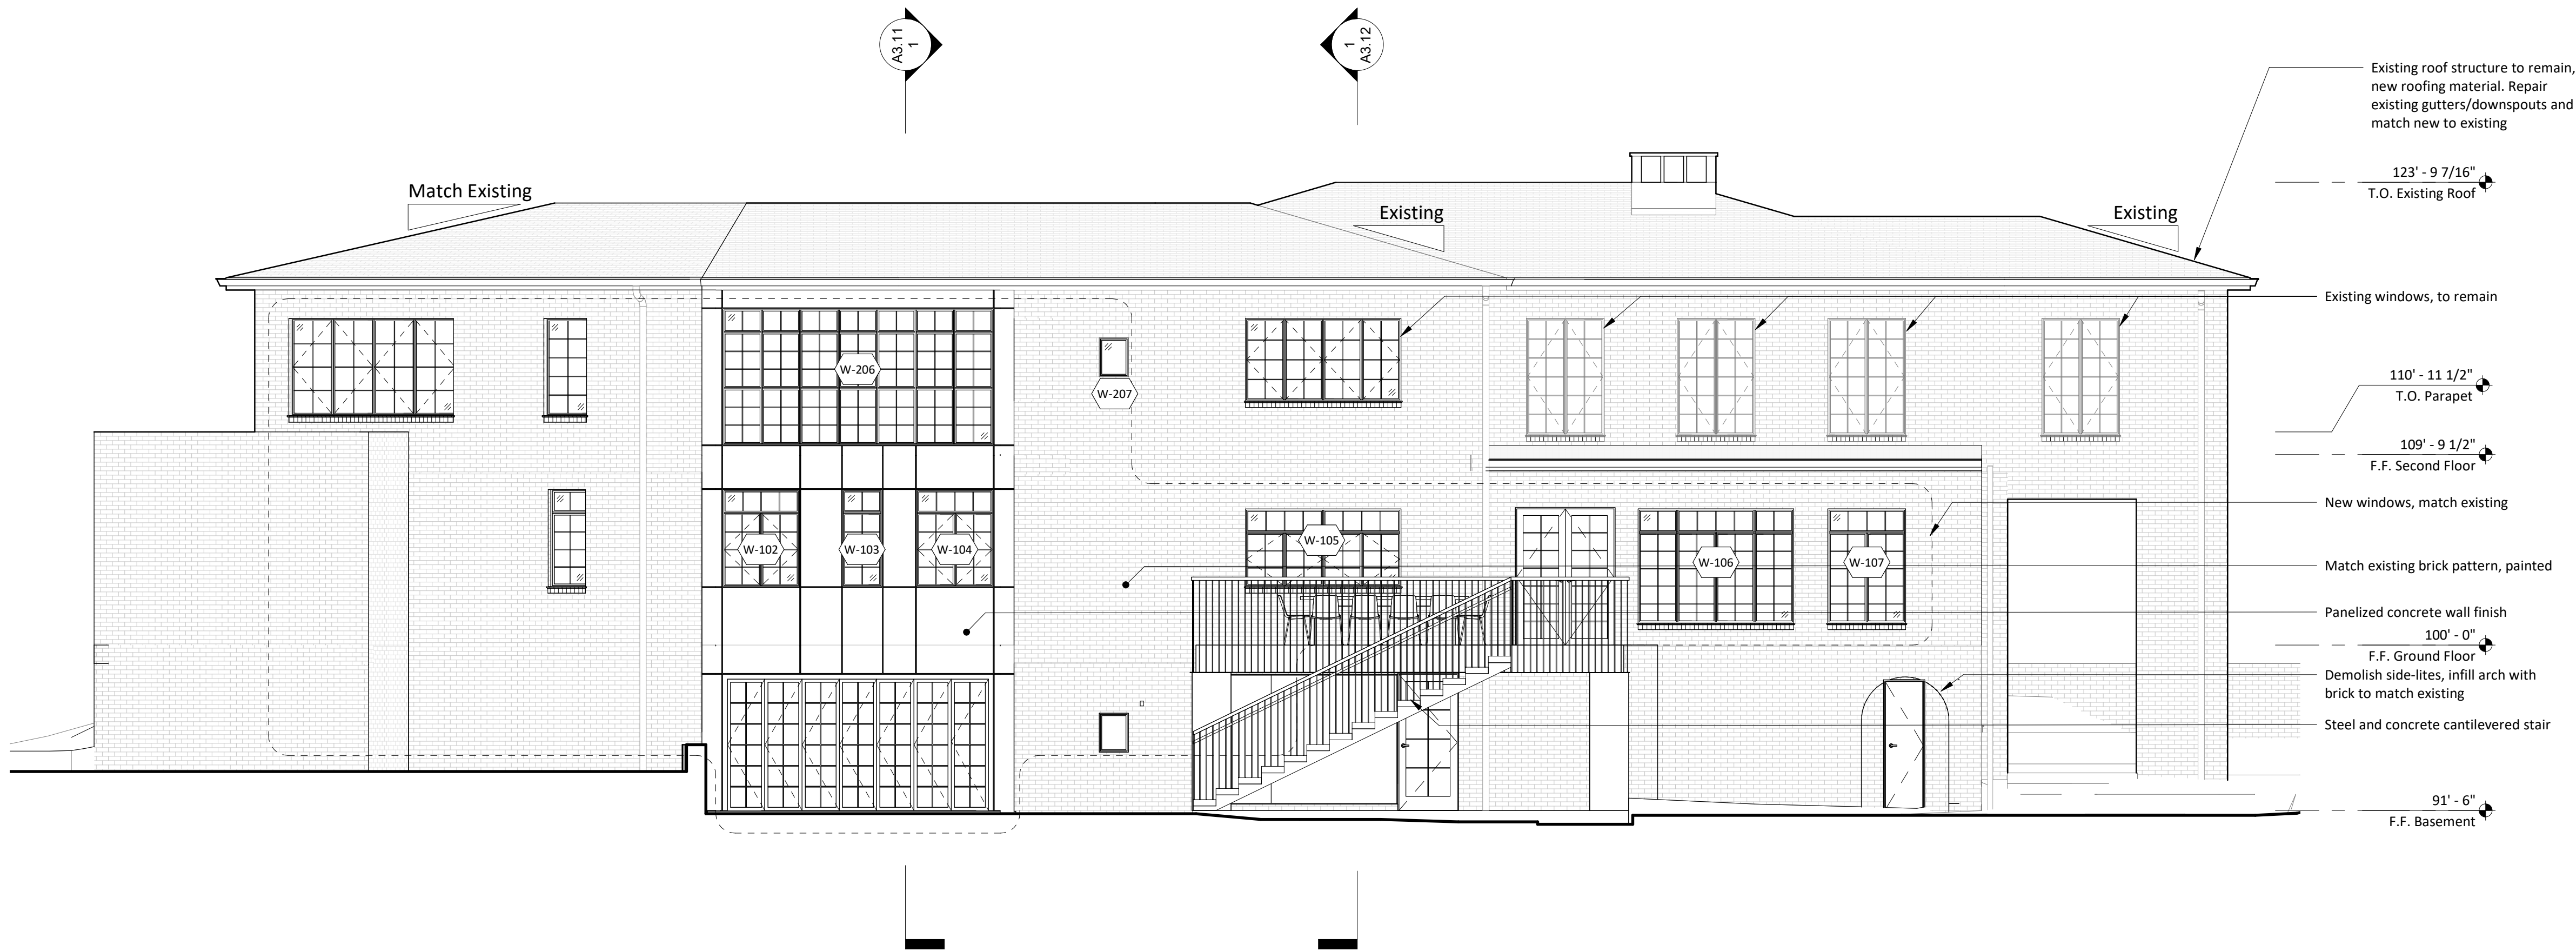 A3.11
1
1
A3.12
Existing roof structure to remain,
new roofing material. Repair
existing gutters/downspouts and
match new to existing
123' - 9 7/16"
T.O. Existing Roof
Match Existing
Existing
Existing
Existing windows, to remain
W-206
W-207
110' - 11 1/2"
T.O. Parapet
109' - 9 1/2"
F.F. Second Floor
New windows, match existing
W-102
W-103
W-104
W-105
W-106
W-107
Match existing brick pattern, painted
Panelized concrete wall finish
100' - 0"
F.F. Ground Floor
Demolish side-lites, infill arch with
brick to match existing
Steel and concrete cantilevered stair
91' - 6"
F.F. Basement